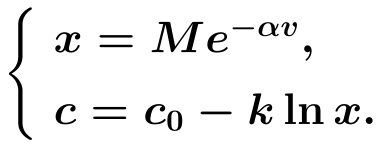 x = Me^{-αv},
c = c_0 - k ln x.